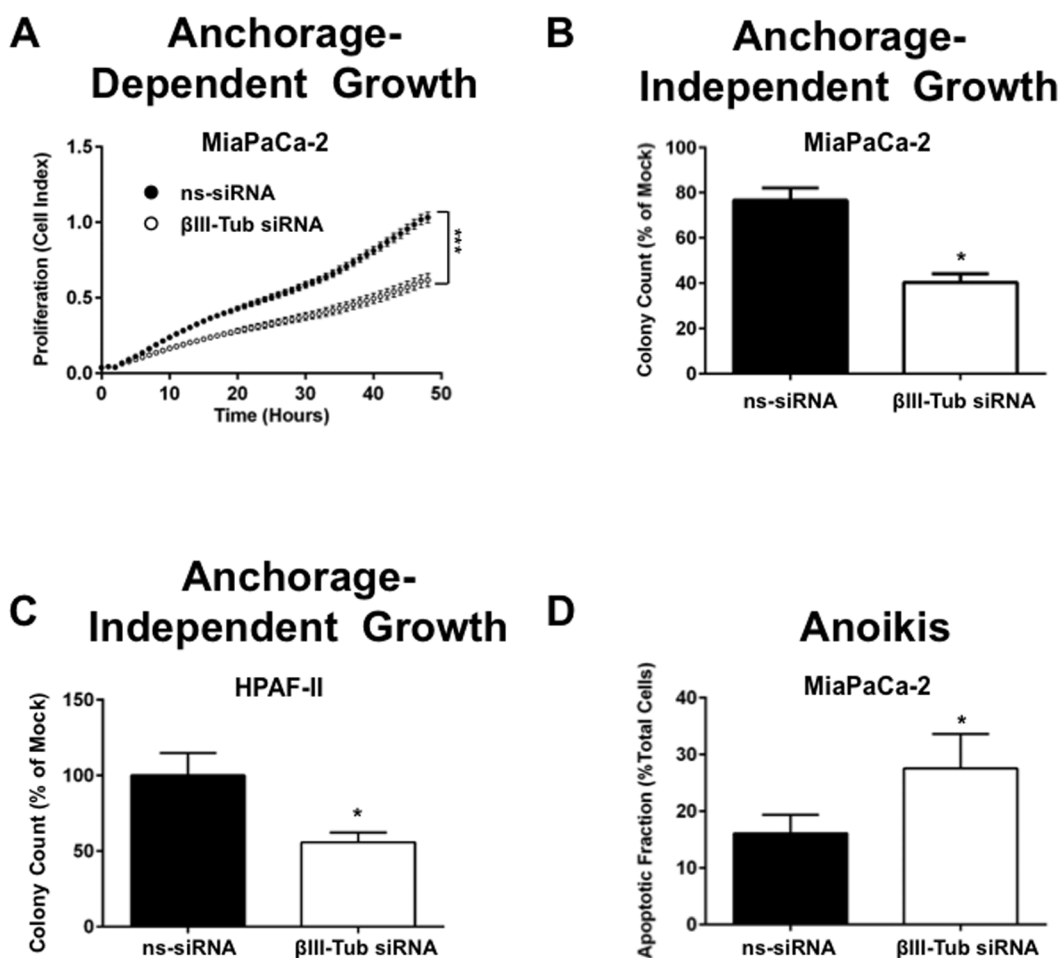 A
Anchorage-
Dependent Growth
MiaPaCa-2
Proliferation (Cell Index)
1.5
1.0
0.5
0.0
ns-siRNA
βIII-Tub siRNA
***
0 10 20 30 40 50
Time (Hours)
B
Anchorage-
Independent Growth
MiaPaCa-2
Colony Count (% of Mock)
100
80
60
40
20
0
*
ns-siRNA βIII-Tub siRNA
C
Anchorage-
Independent Growth
HPAF-II
Colony Count (% of Mock)
150
100
50
0
*
ns-siRNA βIII-Tub siRNA
D
Anoikis
MiaPaCa-2
Apoptotic Fraction (%Total Cells)
40
30
20
10
0
*
ns-siRNA βIII-Tub siRNA